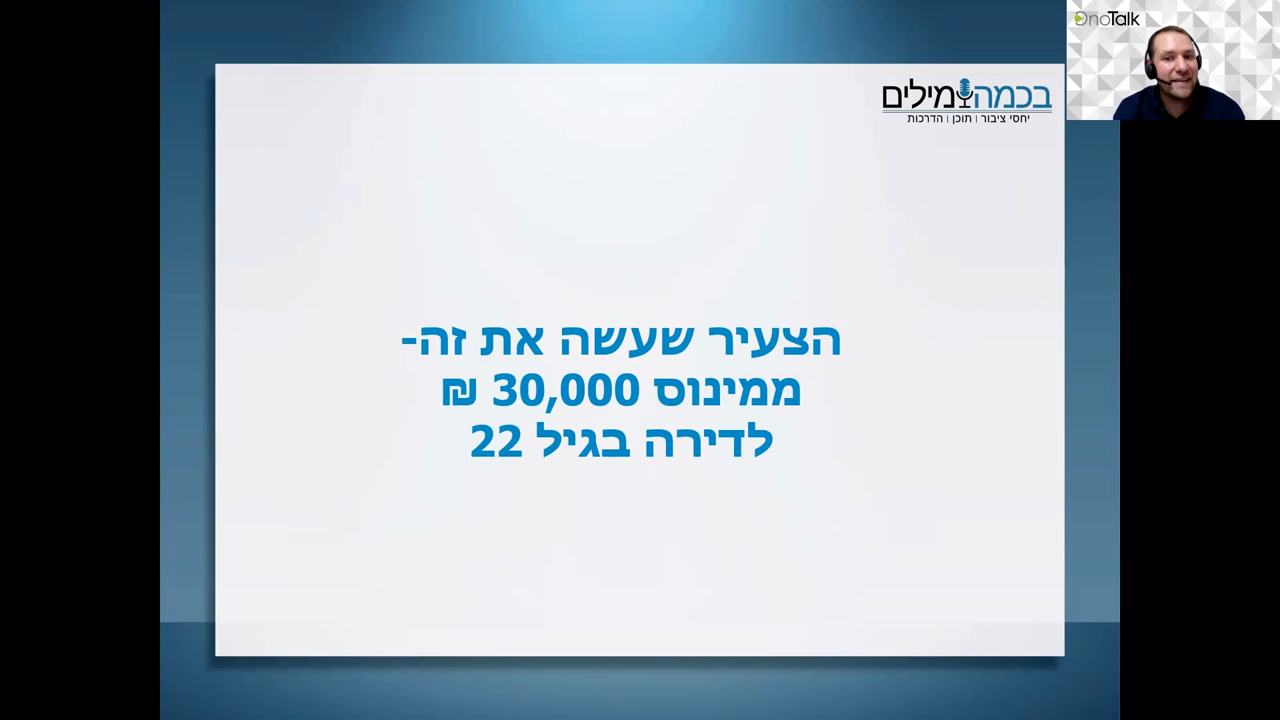 OnoTalk
בכמה מילים
יחסי ציבור | תוכן | הדרכות
הצעיר שעשה את זה-
ממינוס 30,000 ₪
לדירה בגיל 22